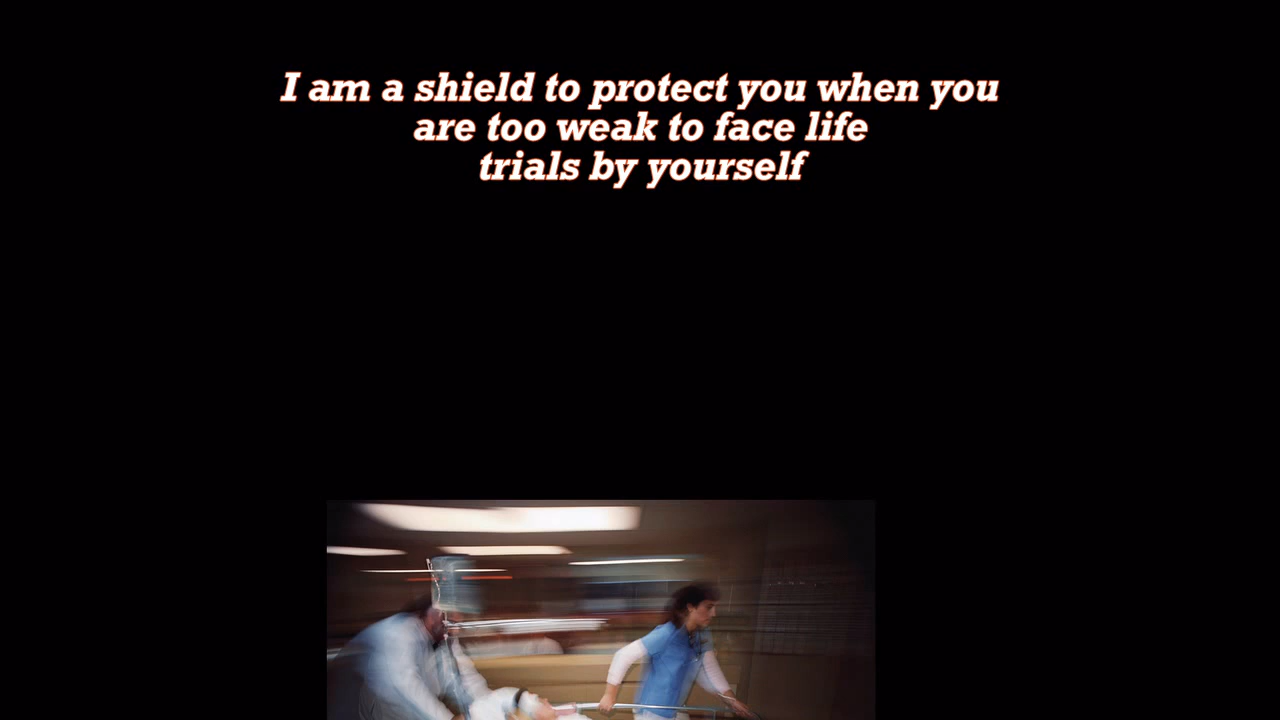 I am a shield to protect you when you
are too weak to face life
trials by yourself